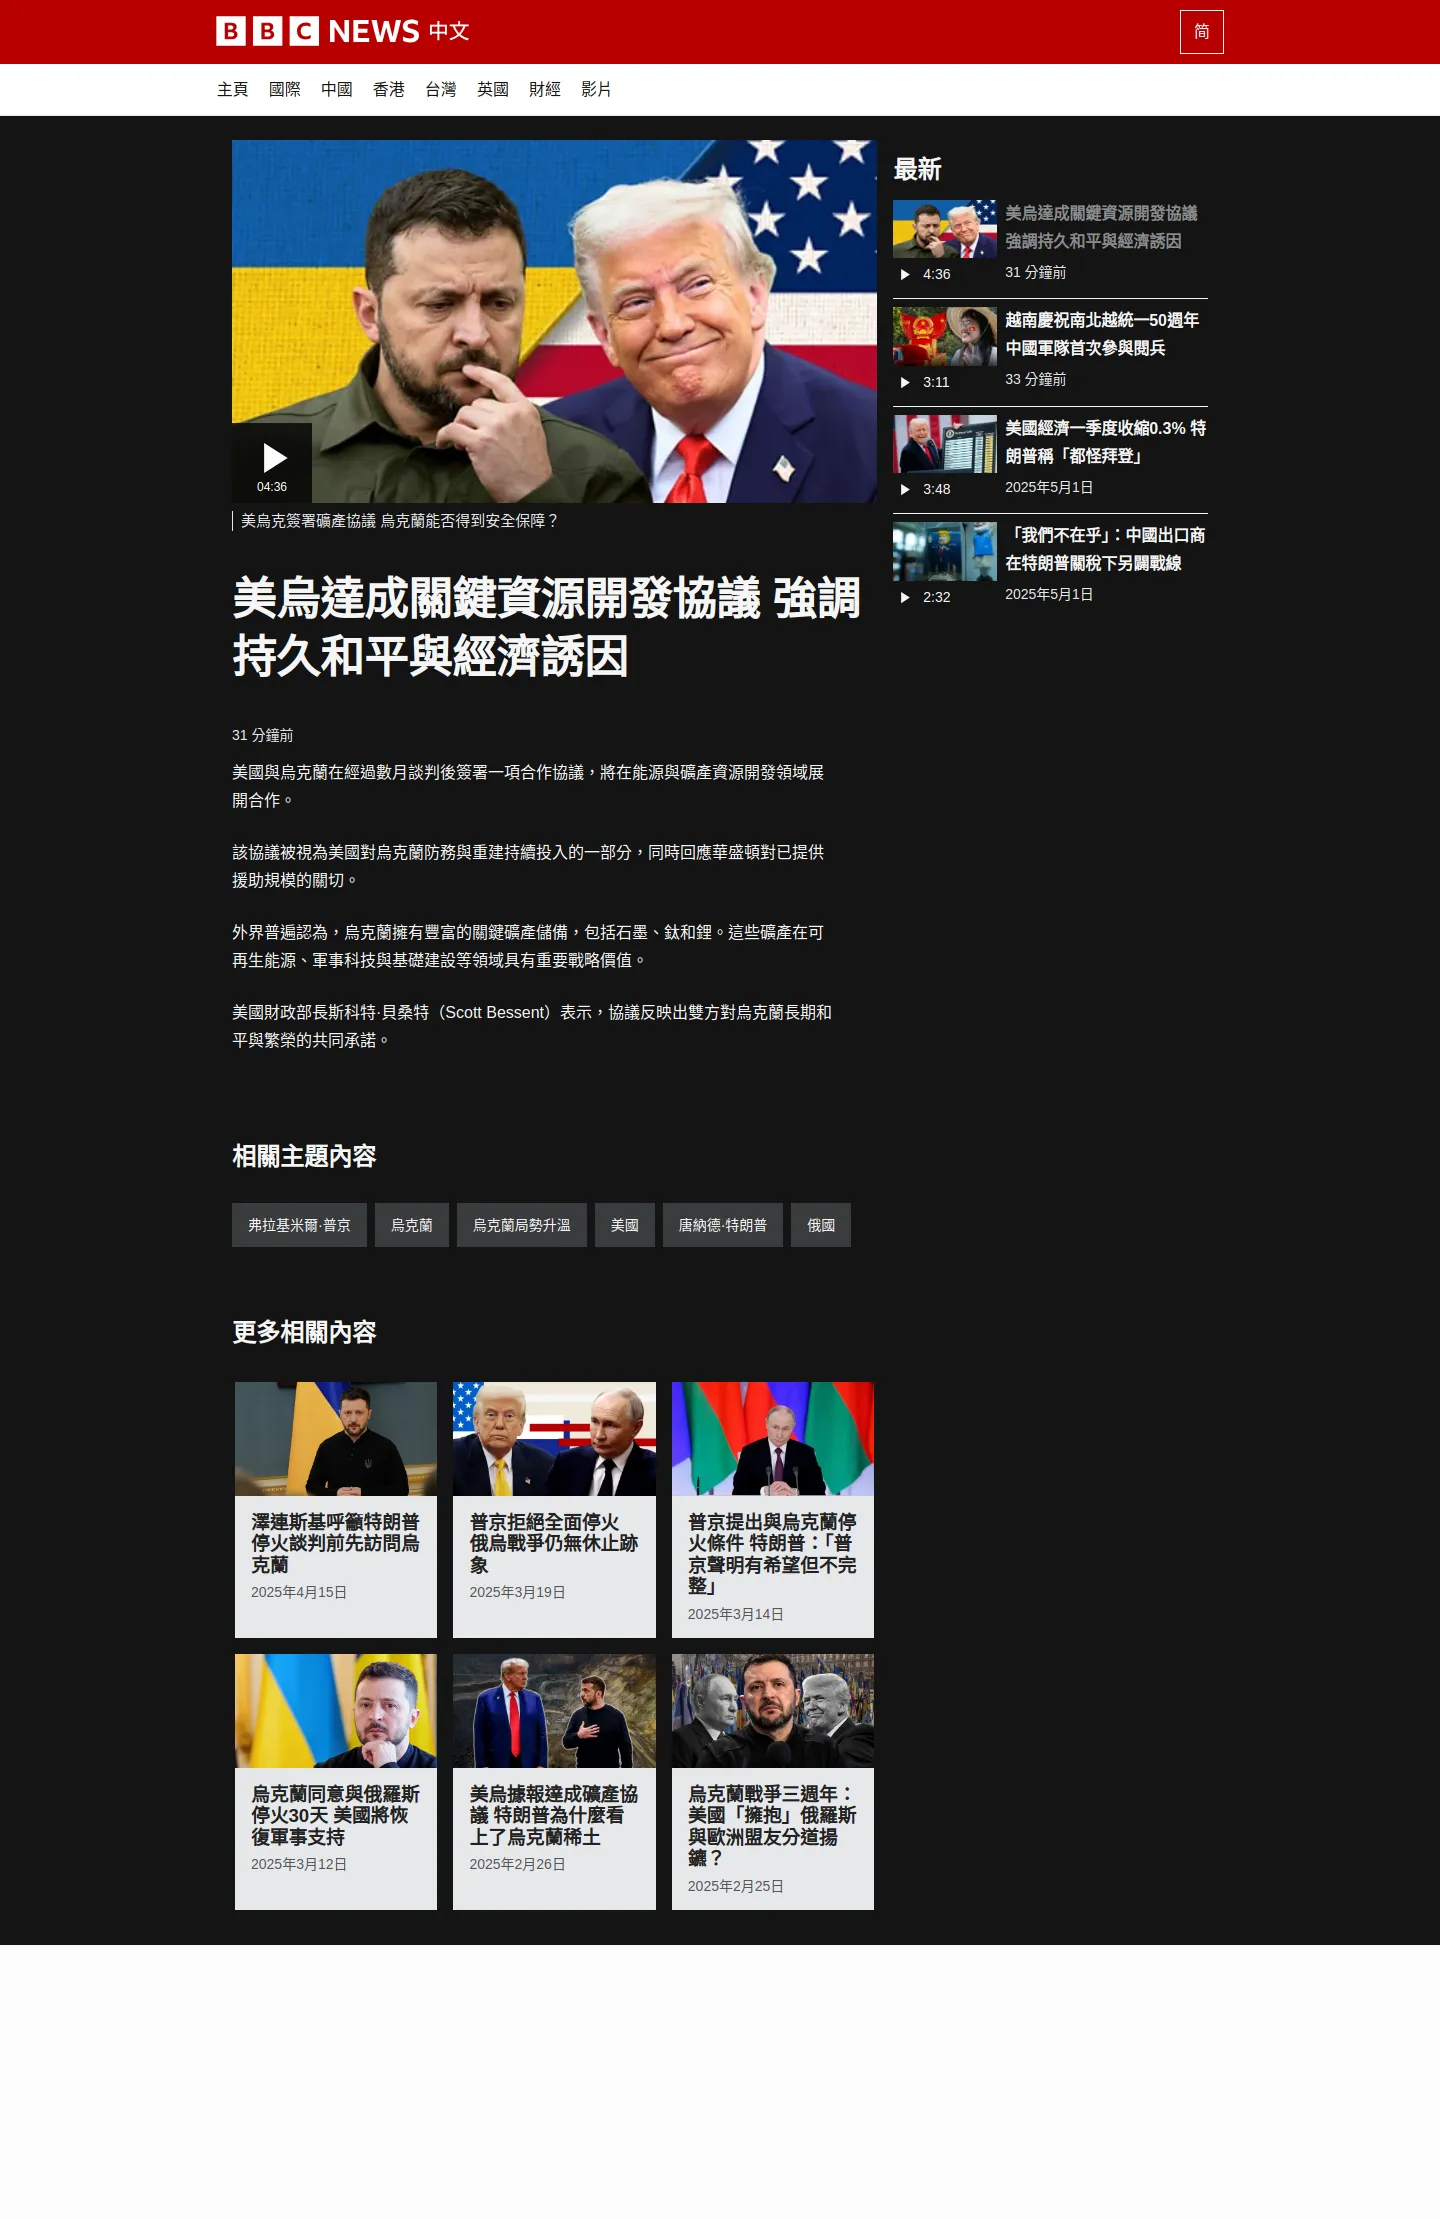 BBC NEWS 中文
简
主頁 國際 中國 香港 台灣 英國 財經 影片
04:36
美烏克簽署礦產協議 烏克蘭能否得到安全保障？
美烏達成關鍵資源開發協議 強調
持久和平與經濟誘因
31 分鐘前
美國與烏克蘭在經過數月談判後簽署一項合作協議，將在能源與礦產資源開發領域展
開合作。
該協議被視為美國對烏克蘭防務與重建持續投入的一部分，同時回應華盛頓對已提供
援助規模的關切。
外界普遍認為，烏克蘭擁有豐富的關鍵礦產儲備，包括石墨、鈦和鋰。這些礦產在可
再生能源、軍事科技與基礎建設等領域具有重要戰略價值。
美國財政部長斯科特·貝桑特（Scott Bessent）表示，協議反映出雙方對烏克蘭長期和
平與繁榮的共同承諾。
最新
美烏達成關鍵資源開發協議
強調持久和平與經濟誘因
4:36
31 分鐘前
越南慶祝南北越統一50週年
中國軍隊首次參與閱兵
3:11
33 分鐘前
美國經濟一季度收縮0.3% 特
朗普稱「都怪拜登」
3:48
2025年5月1日
「我們不在乎」：中國出口商
在特朗普關稅下另闢戰線
2:32
2025年5月1日
相關主題內容
弗拉基米爾·普京 烏克蘭 烏克蘭局勢升溫 美國 唐納德·特朗普 俄國
更多相關內容
澤連斯基呼籲特朗普
停火談判前先訪問烏
克蘭
2025年4月15日
普京拒絕全面停火
俄烏戰爭仍無休止跡
象
2025年3月19日
普京提出與烏克蘭停
火條件 特朗普：「普
京聲明有希望但不完
整」
2025年3月14日
烏克蘭同意與俄羅斯
停火30天 美國將恢
復軍事支持
2025年3月12日
美烏據報達成礦產協
議 特朗普為什麼看
上了烏克蘭稀土
2025年2月26日
烏克蘭戰爭三週年：
美國「擁抱」俄羅斯
與歐洲盟友分道揚
鑣？
2025年2月25日